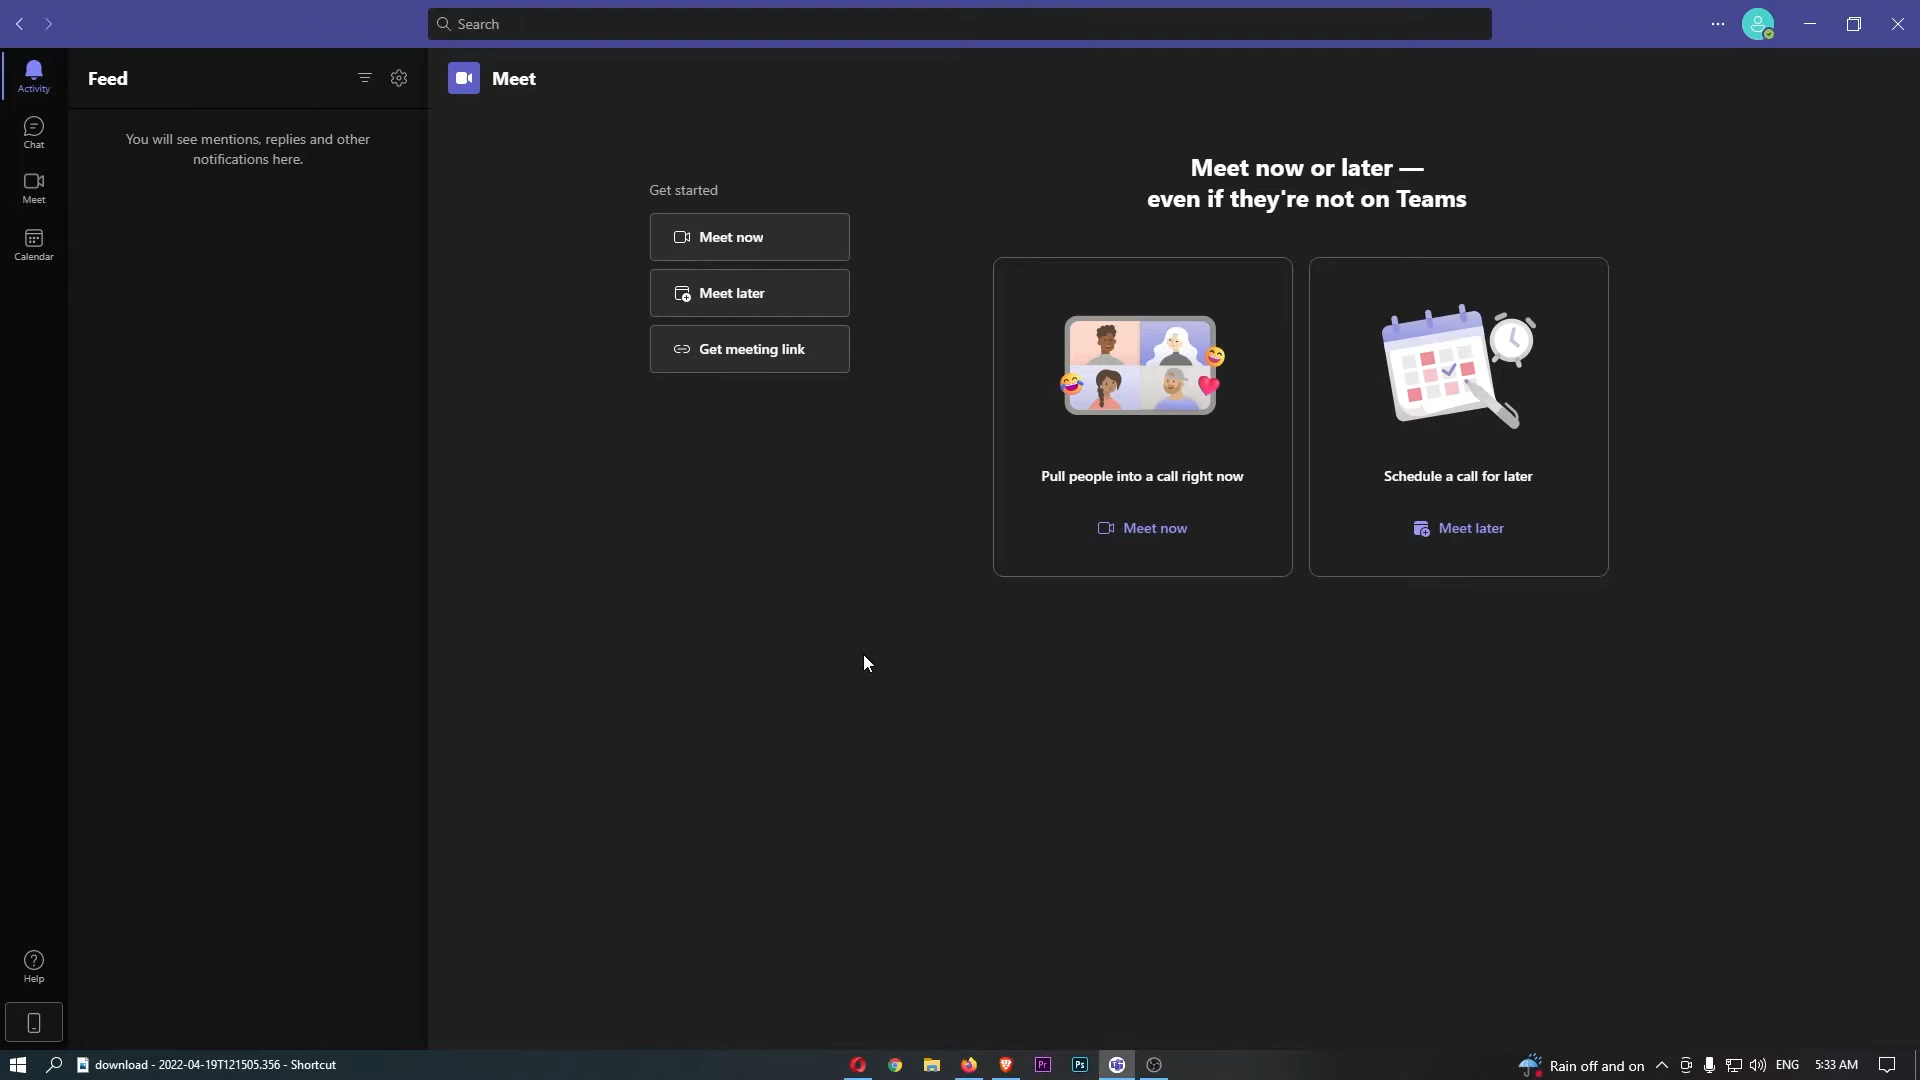 Search
Activity
Chat
Meet
Calendar
Help
Feed
You will see mentions, replies and other
notifications here.
Meet
Get started
Meet now
Meet later
Get meeting link
Meet now or later —
even if they're not on Teams
Pull people into a call right now
Meet now
Schedule a call for later
Meet later
download - 2022-04-19T121505.356 - Shortcut
Pr
Ps
Rain off and on
ENG
5:33 AM